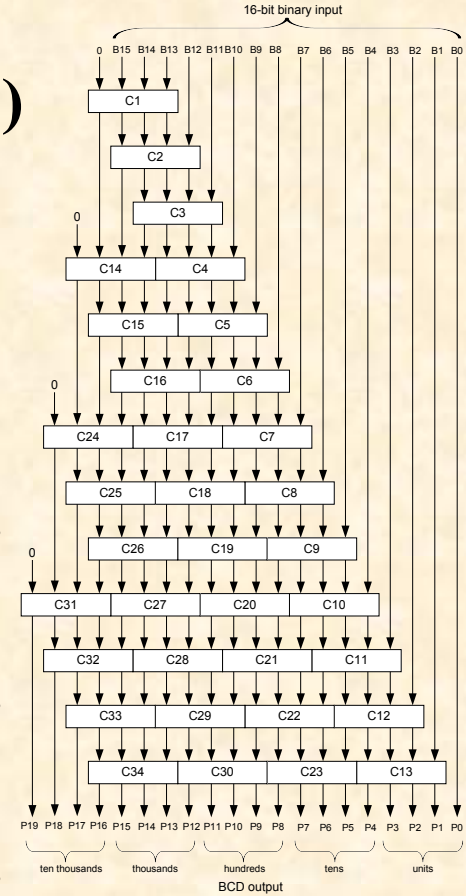 16-bit binary input
0 B15 B14 B13 B12 B11 B10 B9 B8 B7 B6 B5 B4 B3 B2 B1 B0
)
C1
C2
C3
0
C14 C4
C15 C5
C16 C6
0
C24 C17 C7
C25 C18 C8
C26 C19 C9
0
C31 C27 C20 C10
C32 C28 C21 C11
C33 C29 C22 C12
C34 C30 C23 C13
P19 P18 P17 P16 P15 P14 P13 P12 P11 P10 P9 P8 P7 P6 P5 P4 P3 P2 P1 P0
ten thousands thousands hundreds tens units
BCD output